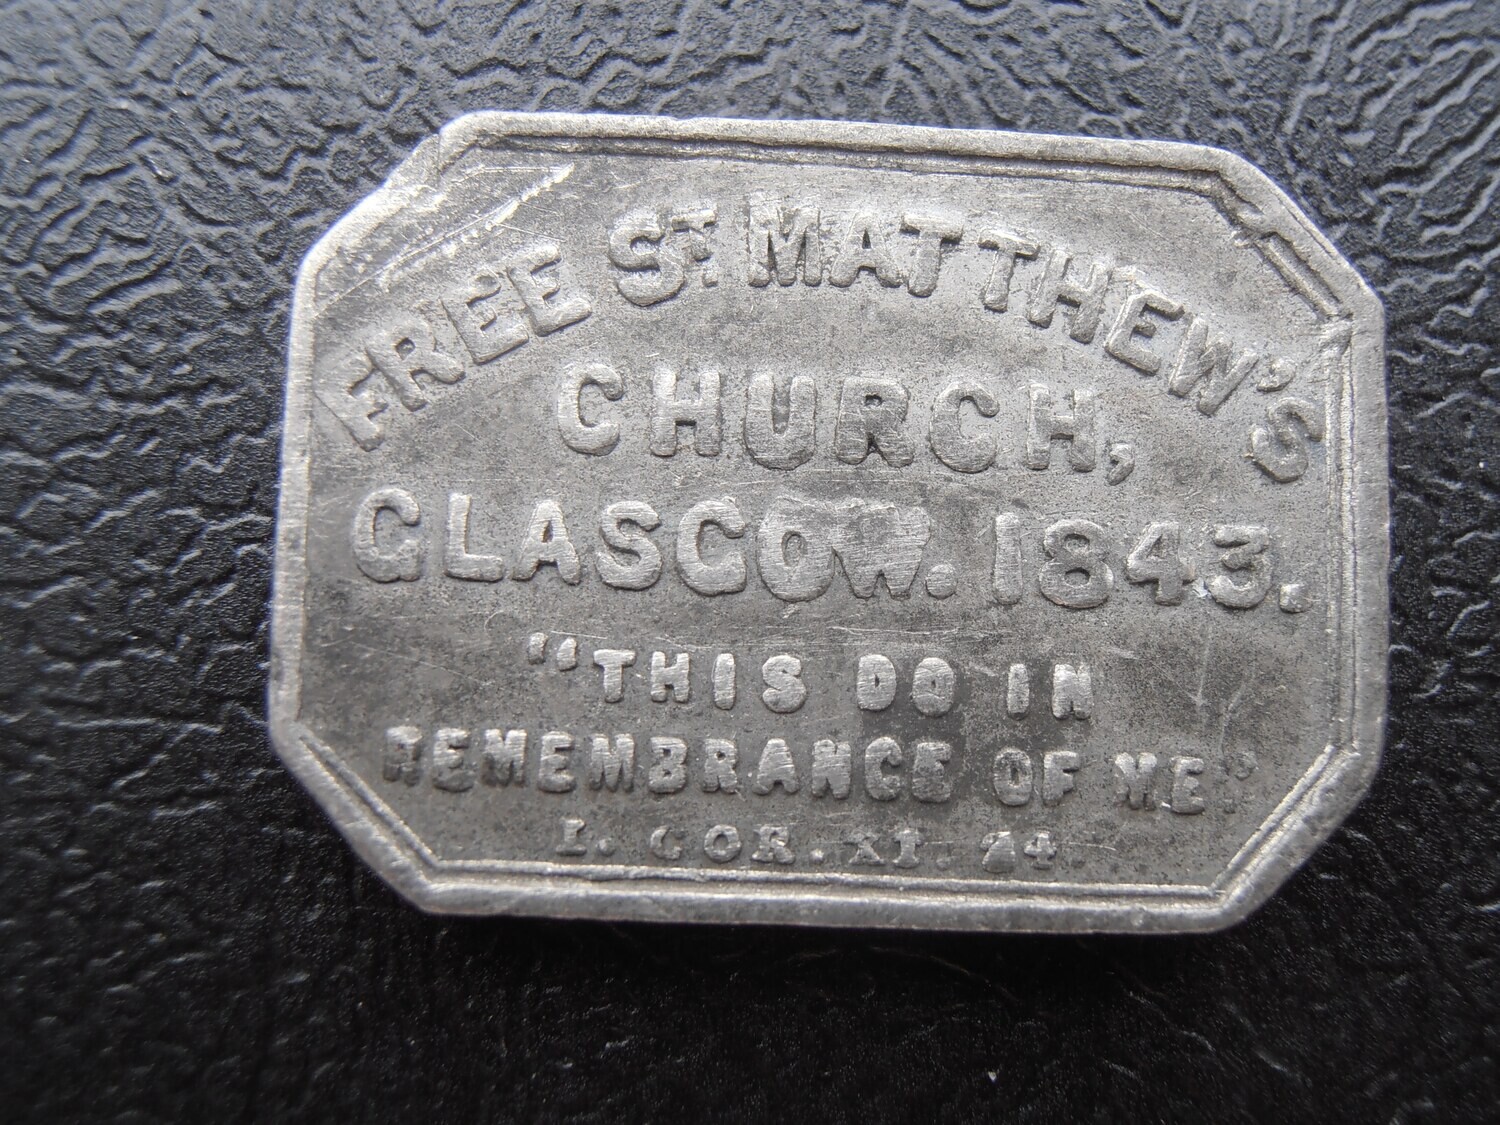 FREE ST. MATTHEW'S
CHURCH,
GLASGOW. 1843.
"THIS DO IN
REMEMBRANCE OF ME"
I. COR. XI. 24